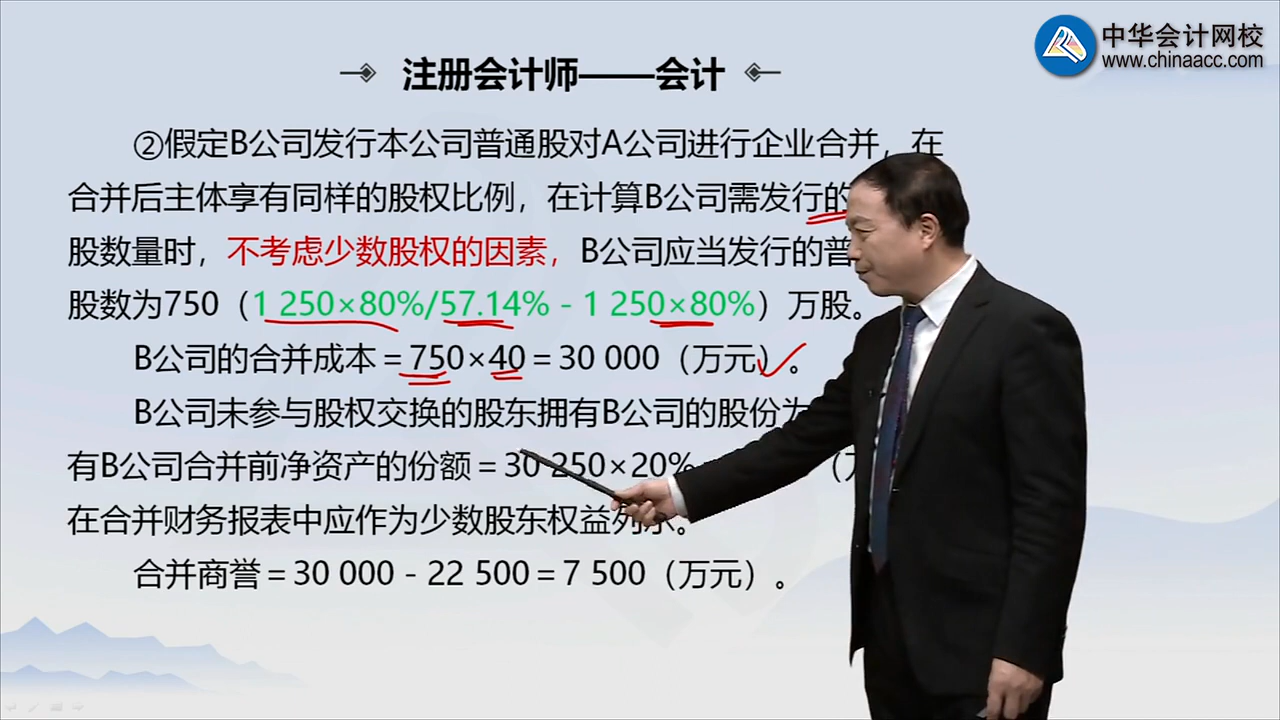 中华会计网校
www.chinaacc.com
注册会计师——会计
②假定B公司发行本公司普通股对A公司进行企业合并，在
合并后主体享有同样的股权比例，在计算B公司需发行的
股数量时，不考虑少数股权的因素，B公司应当发行的普
股数为750（1 250×80%/57.14%－1 250×80%）万股。
B公司的合并成本＝750×40＝30 000（万元）。
B公司未参与股权交换的股东拥有B公司的股份为
有B公司合并前净资产的份额＝30 250×20%
在合并财务报表中应作为少数股东权益列示。
合并商誉＝30 000－22 500＝7 500（万元）。